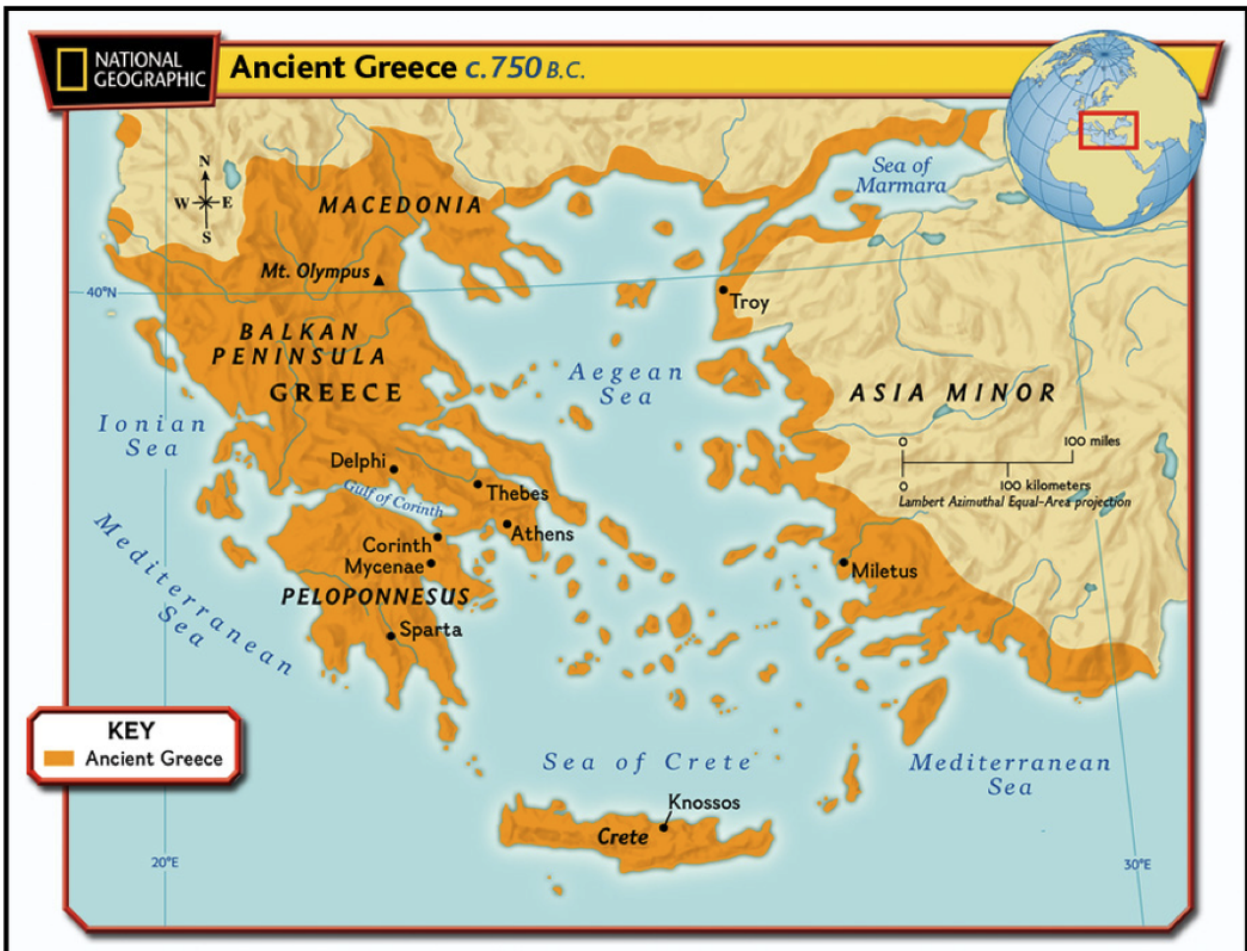 NATIONAL
GEOGRAPHIC
Ancient Greece c.750 B.C.
N
W E
S
MACEDONIA
Sea of
Marmara
Mt. Olympus
40°N
Troy
BALKAN
PENINSULA
GREECE
Aegean
Sea
ASIA MINOR
Ionian
Sea
0 100 miles
0 100 kilometers
Lambert Azimuthal Equal-Area projection
Delphi
Thebes
Gulf of Corinth
Athens
Corinth
Mycenae
Miletus
PELOPONNESUS
Mediterranean
Sea
Sparta
KEY
Ancient Greece
Sea of Crete
Mediterranean
Sea
Knossos
Crete
20°E
30°E